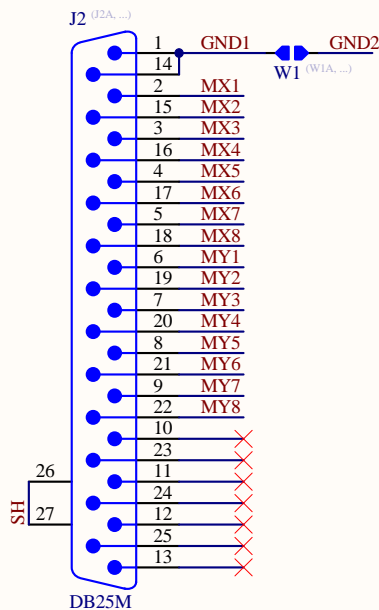 J2 (J2A, ...)
1 GND1 GND2
14 W1 (W1A, ...)
2 MX1
15 MX2
3 MX3
16 MX4
4 MX5
17 MX6
5 MX7
18 MX8
6 MY1
19 MY2
7 MY3
20 MY4
8 MY5
21 MY6
9 MY7
22 MY8
10
23
26 11
24
SH
27 12
25
13
DB25M